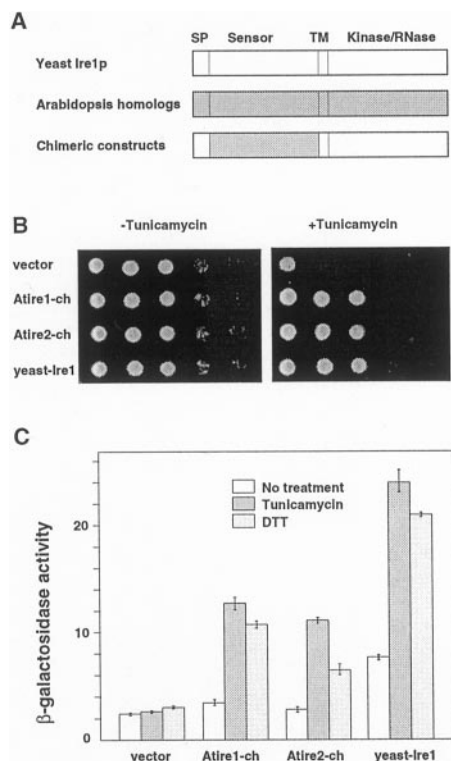 A
SP Sensor TM Kinase/RNase
Yeast Ire1p
Arabidopsis homologs
Chimeric constructs
B
-Tunicamycin +Tunicamycin
vector
Atire1-ch
Atire2-ch
yeast-Ire1
C
No treatment
Tunicamycin
DTT
β-galactosidase activity
20
10
0
vector Atire1-ch Atire2-ch yeast-Ire1